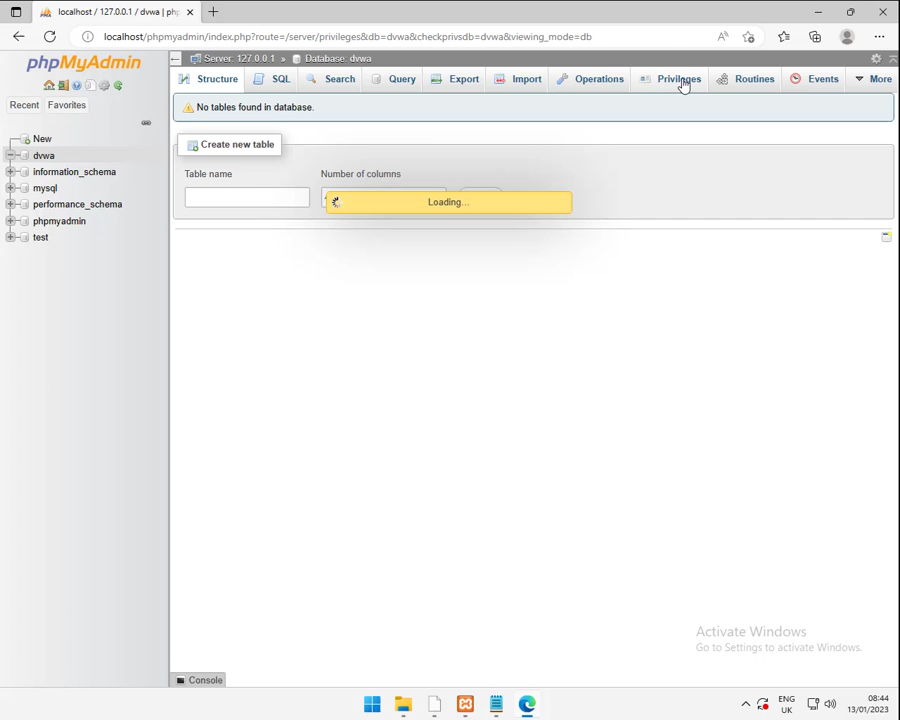 localhost / 127.0.0.1 / dvwa | ph
localhost/phpmyadmin/index.php?route=/server/privileges&db=dvwa&checkprivsdb=dvwa&viewing_mode=db
phpMyAdmin
Recent Favorites
New
dvwa
information_schema
mysql
performance_schema
phpmyadmin
test
Server: 127.0.0.1 » Database: dvwa
Structure SQL Search Query Export Import Operations Privileges Routines Events More
No tables found in database.
Create new table
Table name Number of columns
Loading...
Activate Windows
Go to Settings to activate Windows.
Console
ENG
UK
08:44
13/01/2023